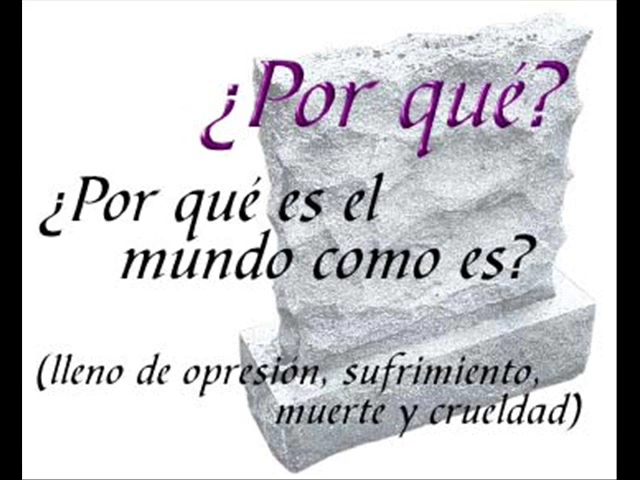 ¿Por qué?
¿Por qué es el
mundo como es?
(lleno de opresión, sufrimiento,
muerte y crueldad)